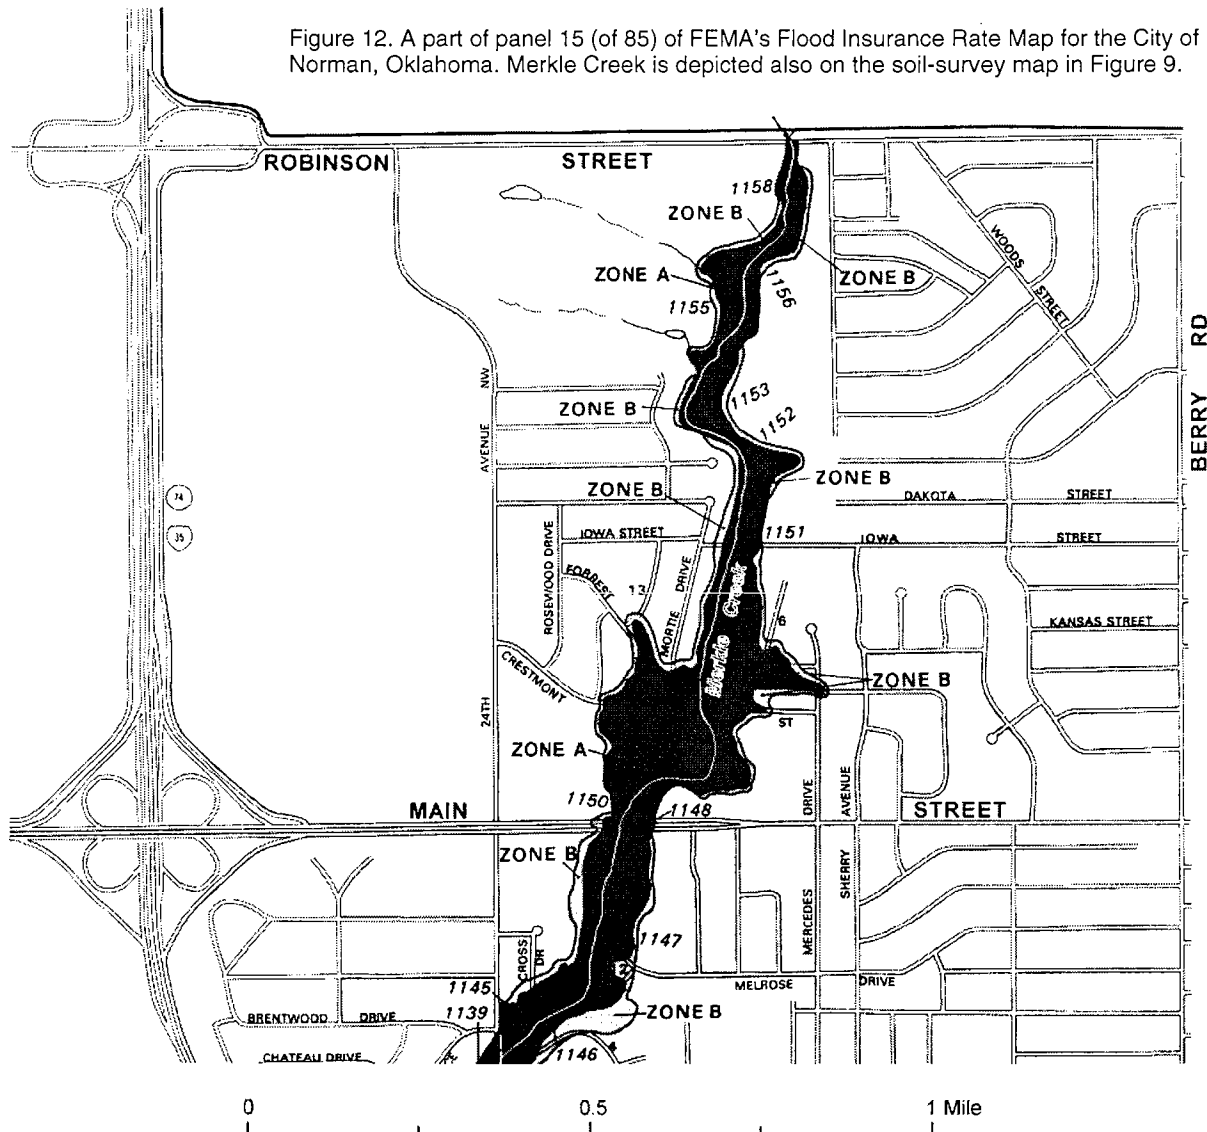 Figure 12. A part of panel 15 (of 85) of FEMA's Flood Insurance Rate Map for the City of
Norman, Oklahoma. Merkle Creek is depicted also on the soil-survey map in Figure 9.
ROBINSON STREET
1158
ZONE B
WOODS STREET
ZONE A
ZONE B
1156
1155
BERRY RD
24TH AVENUE NW
1153
ZONE B
1152
ZONE B
ZONE B
74
DAKOTA STREET
35
IOWA STREET
1151
IOWA STREET
ROSEWOOD DRIVE
FORREST
13
MORTIE DRIVE
Merkle Creek
6
KANSAS STREET
CRESTMONT
ZONE B
ST
ZONE A
1150
1148
MAIN STREET
MERCEDES DRIVE
SHERRY AVENUE
ZONE B
1147
CROSS DR
2
MELROSE DRIVE
1145
1139
ZONE B
BRENTWOOD DRIVE
1146
4
CHATEAU DRIVE
0 0.5 1 Mile